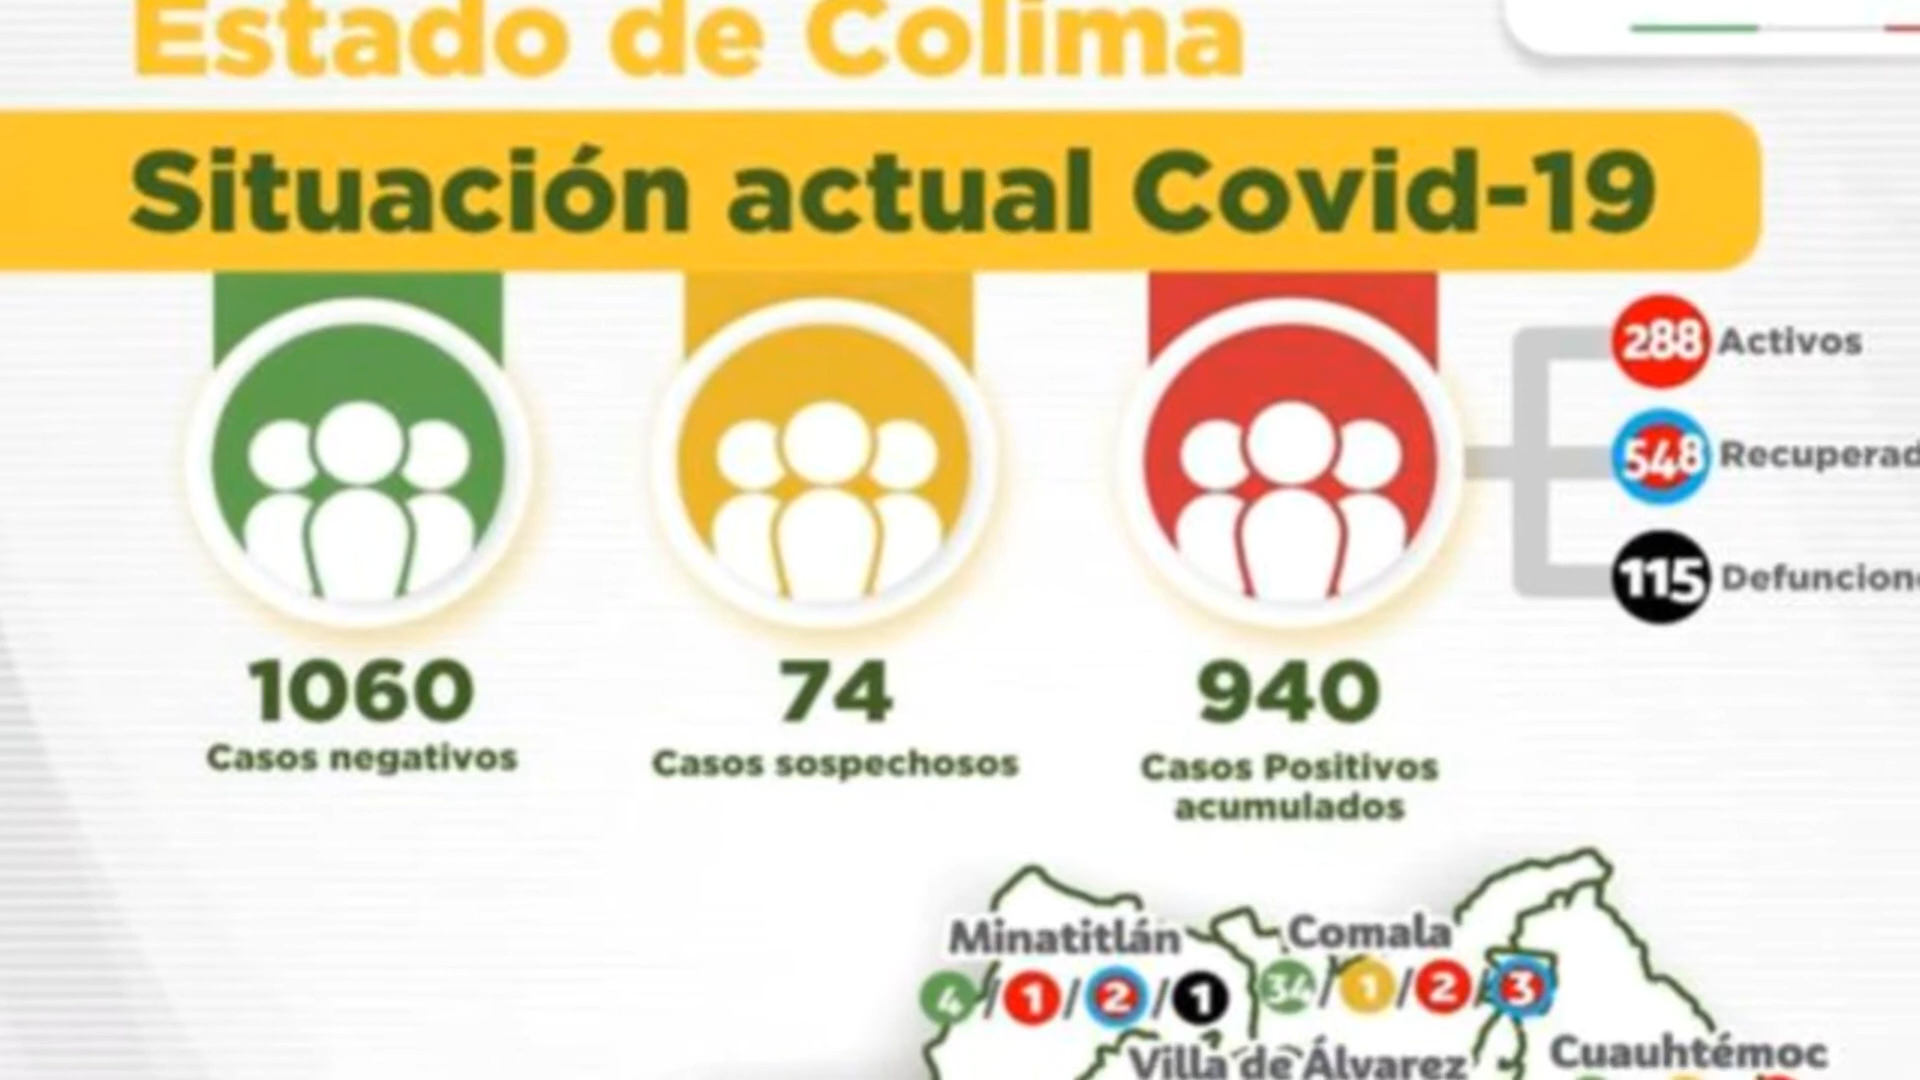 Estado de Colima
Situación actual Covid-19
288 Activos
548 Recuperad
115 Defuncion
1060
Casos negativos
74
Casos sospechosos
940
Casos Positivos
acumulados
Minatitlán
4 / 1 / 2 / 1
Comala
34 / 1 / 2 / 3
Villa de Álvarez
Cuauhtémoc